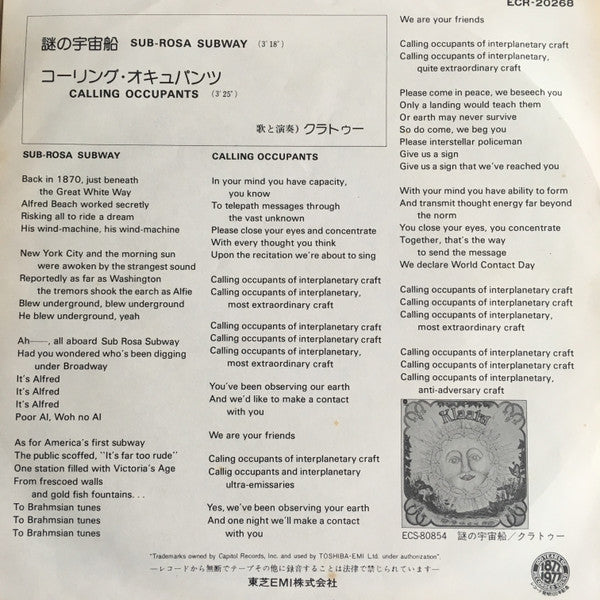 ECR-20268
謎の宇宙船 SUB-ROSA SUBWAY (3'18")
コーリング・オキュパンツ
CALLING OCCUPANTS (3'25")
歌と演奏) クラトゥー
SUB-ROSA SUBWAY
Back in 1870, just beneath
the Great White Way
Alfred Beach worked secretly
Risking all to ride a dream
His wind-machine, his wind-machine
New York City and the morning sun
were awoken by the strangest sound
Reportedly as far as Washington
the tremors shook the earch as Alfie
Blew underground, blew underground
He blew underground, yeah
Ah——, all aboard Sub Rosa Subway
Had you wondered who's been digging
under Broadway
It's Alfred
It's Alfred
It's Alfred
Poor Al, Woh no Al
As for America's first subway
The public scoffed, "It's far too rude"
One station filled with Victoria's Age
From frescoed walls
and gold fish fountains. . .
To Brahmsian tunes
To Brahmsian tunes
To Brahmsian tunes
CALLING OCCUPANTS
In your mind you have capacity,
you know
To telepath messages through
the vast unknown
Please close your eyes and concentrate
With every thought you think
Upon the recitation we're about to sing
Calling occupants of interplanetary craft
Calling occupants of interplanetary,
most extraordinary craft
Calling occupants of interplanetary craft
Calling occupants of interplanetary craft
Calling occupants of interplanetary,
most extraordinary craft
You've been observing our earth
And we'd like to make a contact
with you
We are your friends
Caling occupants of interplanetary craft
Callig occupants and interplanetary
ultra-emissaries
Yes, we've been observing your earth
And one night we'll make a contact
with you
We are your friends
Calling occupants of interplanetary craft
Calling occupants of interplanetary,
quite extraordinary craft
Please come in peace, we beseech you
Only a landing would teach them
Or earth may never survive
So do come, we beg you
Please interstellar policeman
Give us a sign
Give us a sign that we've reached you
With your mind you have ability to form
And transmit thought energy far beyond
the norm
You close your eyes, you concentrate
Together, that's the way
to send the message
We declare World Contact Day
Calling occupants of interplanetary craft
Calling occupants of interplanetary craft
Calling occupants of interplanetary,
most extraordinary craft
Calling occupants of interplanetary craft
Calling occupants of interplanetary craft
Calling occupants of interplanetary,
anti-adversary craft
Klaatu
ECS-80854 謎の宇宙船／クラトゥー
"Trademarks owned by Capitol Records, Inc. and used by TOSHIBA-EMI Ltd. under authorization".
—レコードから無断でテープその他に録音することは法律で禁じられています—
東芝EMI株式会社
1877
1977